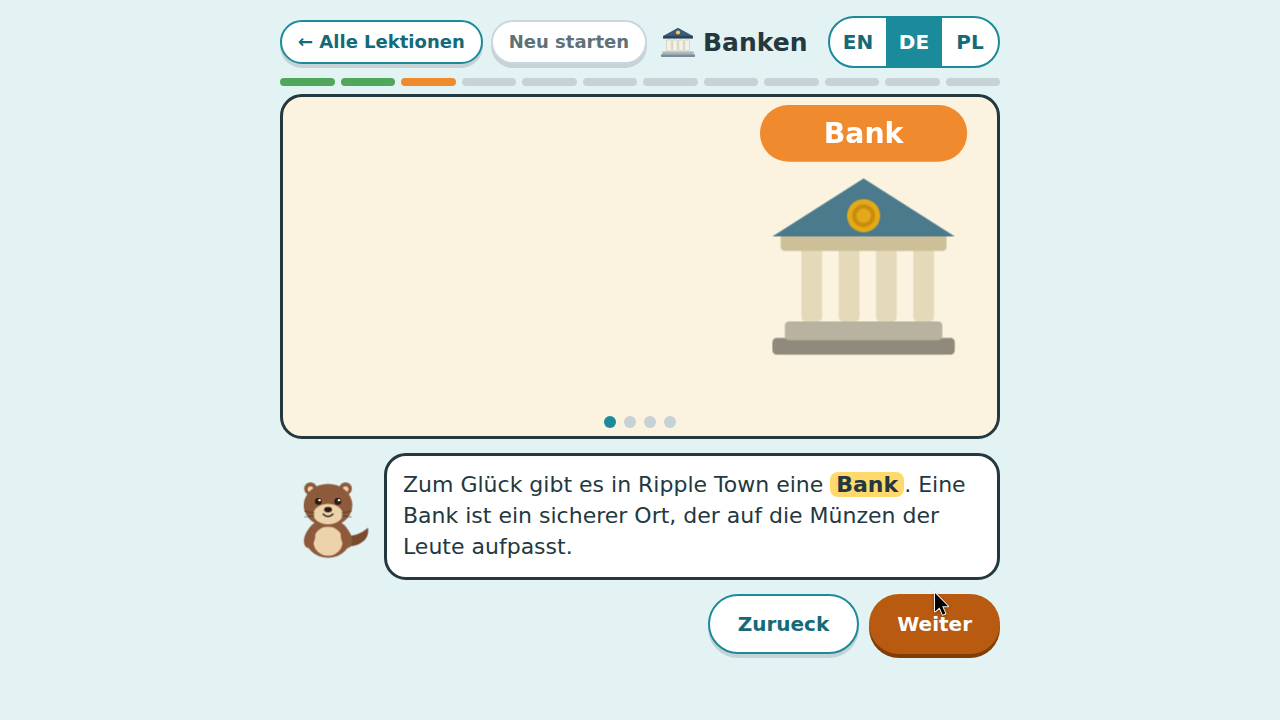 ← Alle Lektionen
Neu starten
Banken
EN
DE
PL
Bank
Zum Glück gibt es in Ripple Town eine Bank. Eine
Bank ist ein sicherer Ort, der auf die Münzen der
Leute aufpasst.
Zurueck
Weiter